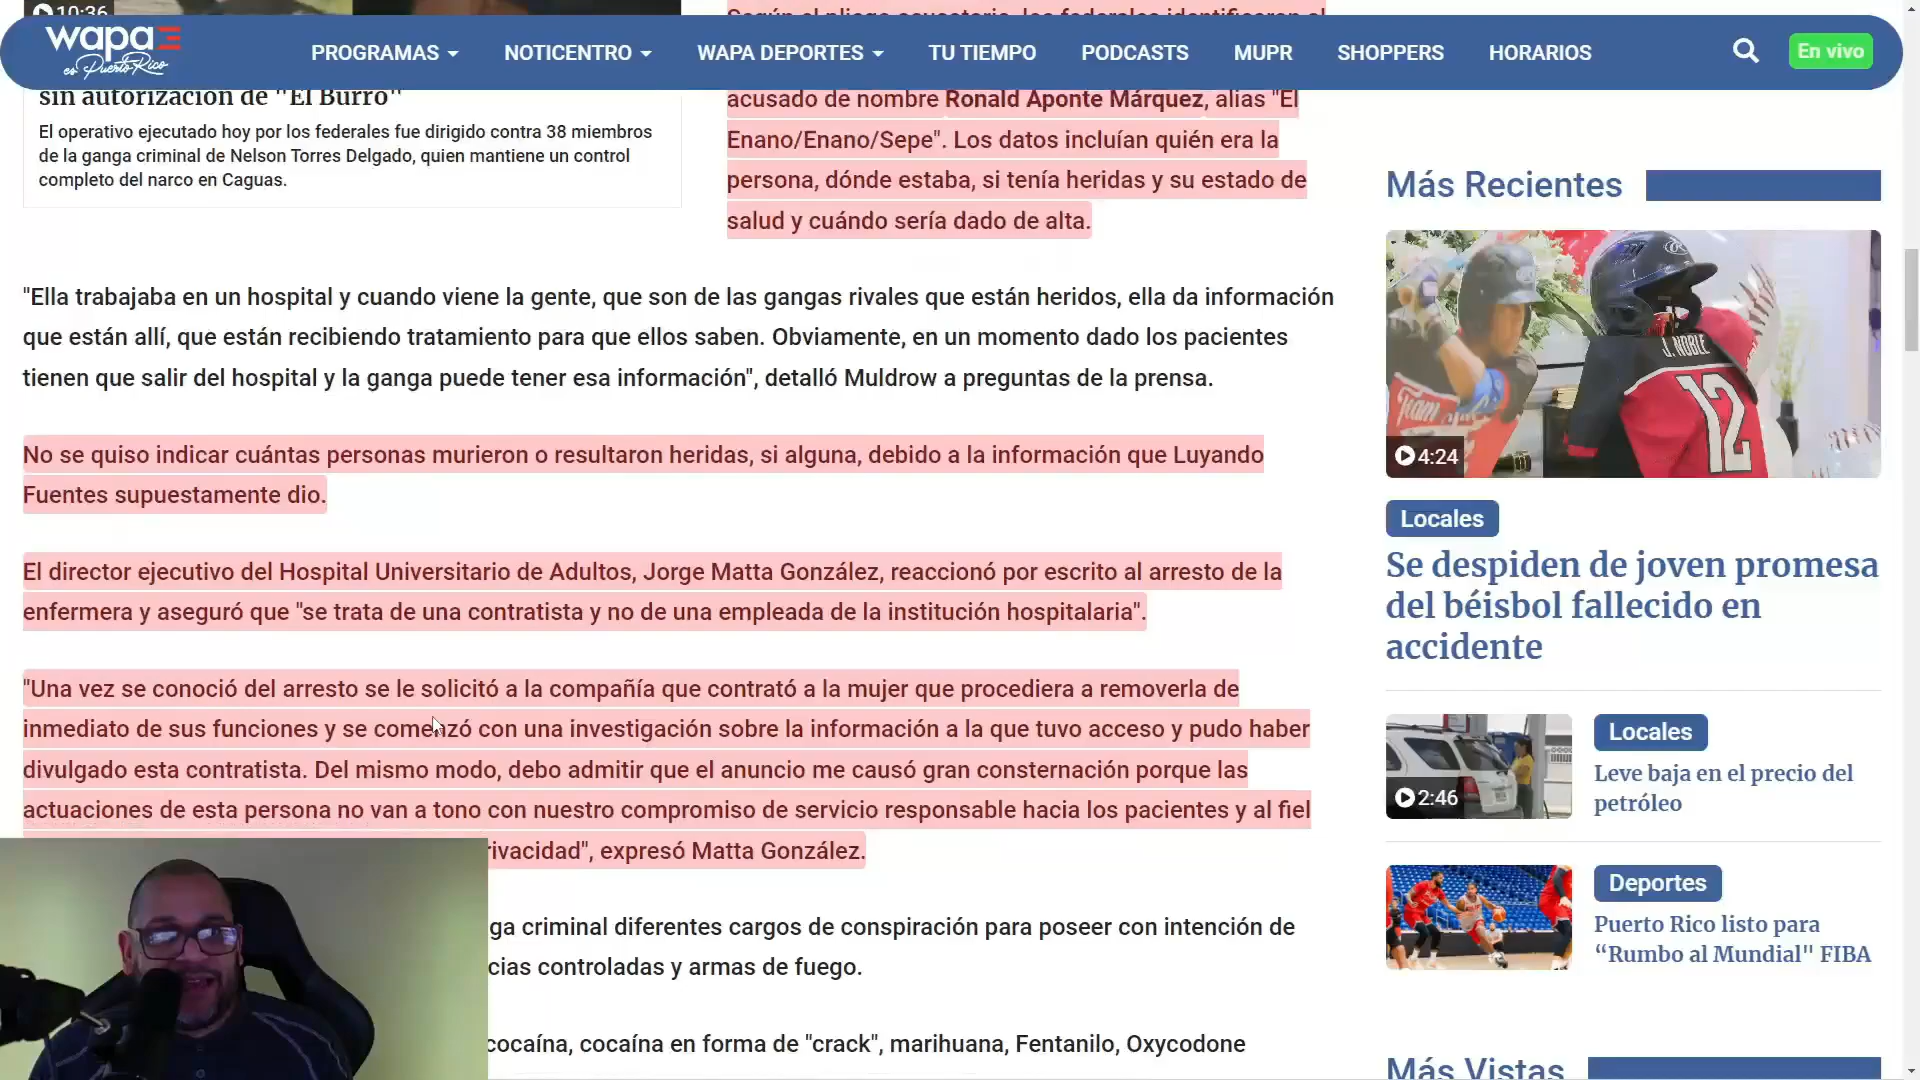 10:36
Según el pliego acusatorio, los federales identificaron al
wapa
es Puerto Rico
PROGRAMAS
NOTICENTRO
WAPA DEPORTES
TU TIEMPO
PODCASTS
MUPR
SHOPPERS
HORARIOS
En vivo
sin autorización de "El Burro"
El operativo ejecutado hoy por los federales fue dirigido contra 38 miembros
de la ganga criminal de Nelson Torres Delgado, quien mantiene un control
completo del narco en Caguas.
acusado de nombre Ronald Aponte Márquez, alias "El
Enano/Enano/Sepe". Los datos incluían quién era la
persona, dónde estaba, si tenía heridas y su estado de
salud y cuándo sería dado de alta.
"Ella trabajaba en un hospital y cuando viene la gente, que son de las gangas rivales que están heridos, ella da información
que están allí, que están recibiendo tratamiento para que ellos saben. Obviamente, en un momento dado los pacientes
tienen que salir del hospital y la ganga puede tener esa información", detalló Muldrow a preguntas de la prensa.
No se quiso indicar cuántas personas murieron o resultaron heridas, si alguna, debido a la información que Luyando
Fuentes supuestamente dio.
El director ejecutivo del Hospital Universitario de Adultos, Jorge Matta González, reaccionó por escrito al arresto de la
enfermera y aseguró que "se trata de una contratista y no de una empleada de la institución hospitalaria".
"Una vez se conoció del arresto se le solicitó a la compañía que contrató a la mujer que procediera a removerla de
inmediato de sus funciones y se comenzó con una investigación sobre la información a la que tuvo acceso y pudo haber
divulgado esta contratista. Del mismo modo, debo admitir que el anuncio me causó gran consternación porque las
actuaciones de esta persona no van a tono con nuestro compromiso de servicio responsable hacia los pacientes y al fiel
rivacidad", expresó Matta González.
ga criminal diferentes cargos de conspiración para poseer con intención de
cias controladas y armas de fuego.
cocaína, cocaína en forma de "crack", marihuana, Fentanilo, Oxycodone
Más Recientes
J. NOBLE
12
Team
4:24
Locales
Se despiden de joven promesa
del béisbol fallecido en
accidente
2:46
Locales
Leve baja en el precio del
petróleo
Deportes
Puerto Rico listo para
“Rumbo al Mundial" FIBA
Más Vistas